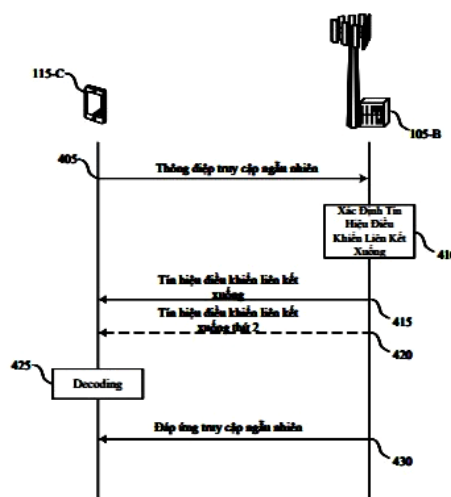 115-C
105-B
405
Thông điệp truy cập ngẫu nhiên
Xác Định Tín
Hiệu Điều
Khiển Liên Kết
Xuống
410
Tín hiệu điều khiển liên kết
xuống
415
Tín hiệu điều khiển liên kết
xuống thứ 2
420
425
Decoding
Đáp ứng truy cập ngẫu nhiên
430